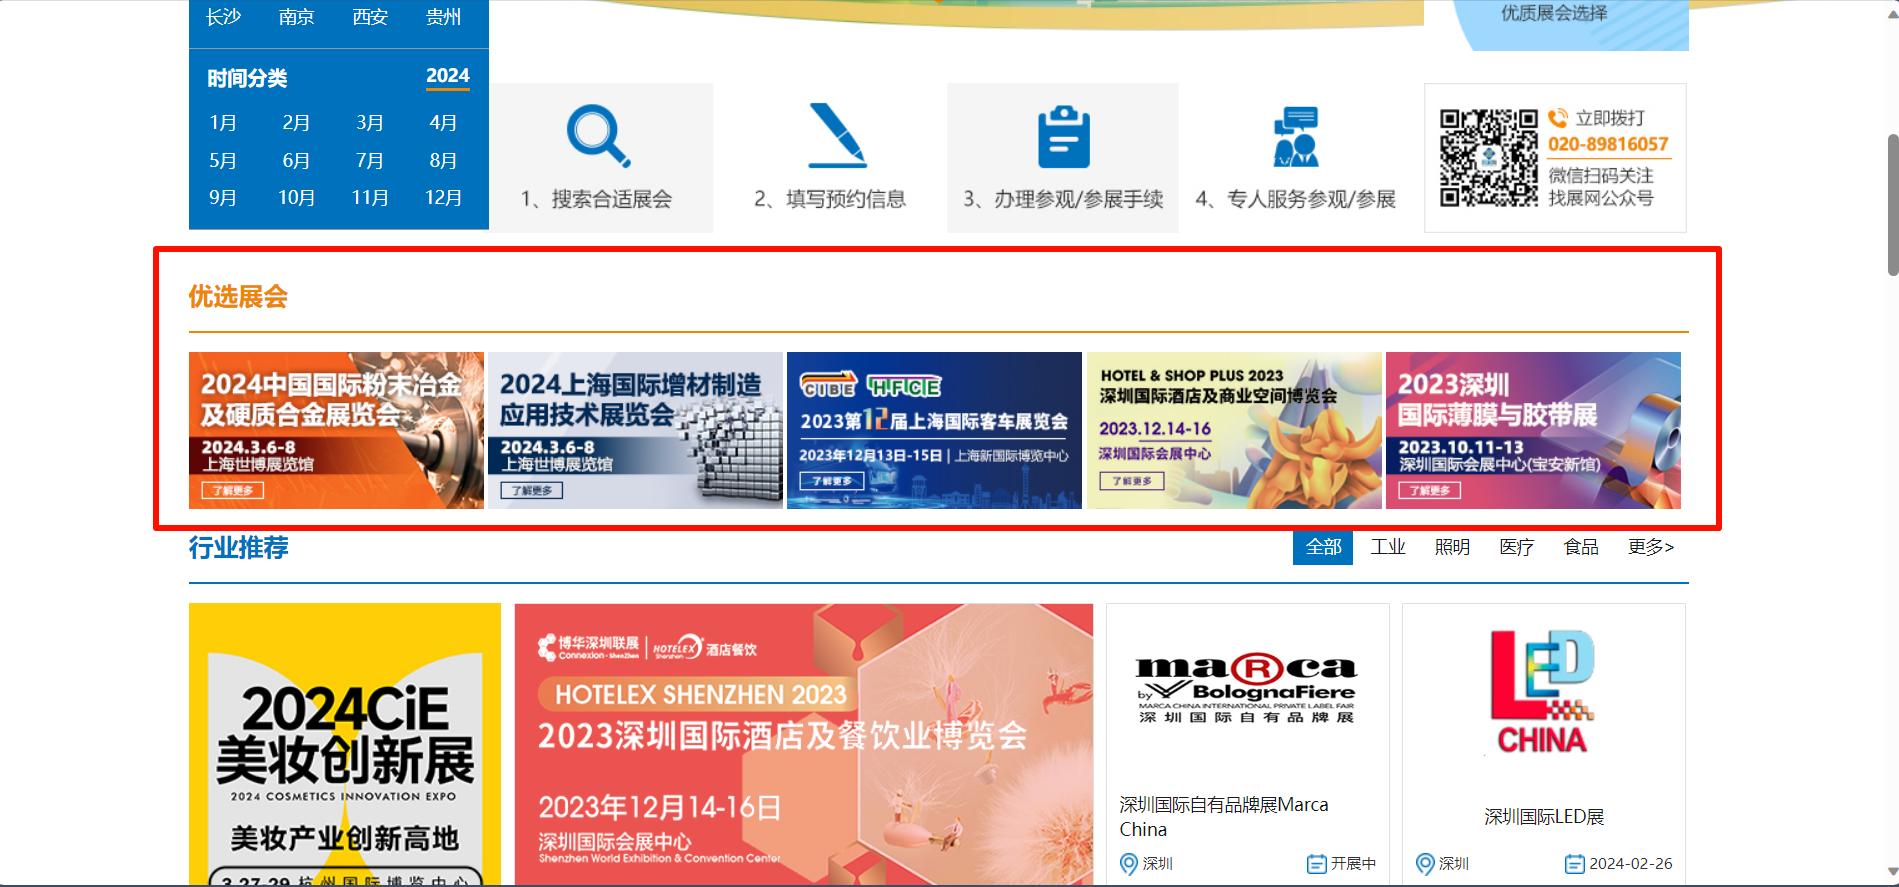 长沙 南京 西安 贵州
优质展会选择
时间分类 2024
1月 2月 3月 4月
5月 6月 7月 8月
9月 10月 11月 12月
1、搜索合适展会
2、填写预约信息
3、办理参观/参展手续
4、专人服务参观/参展
立即拨打
020-89816057
微信扫码关注
找展网公众号
优选展会
2024中国国际粉末冶金
及硬质合金展览会
2024.3.6-8
上海世博展览馆
了解更多
2024上海国际增材制造
应用技术展览会
2024.3.6-8
上海世博展览馆
了解更多
CUBE HFCE
2023第12届上海国际客车展览会
2023年12月13日-15日 | 上海新国际博览中心
了解更多
HOTEL & SHOP PLUS 2023
深圳国际酒店及商业空间博览会
2023.12.14-16
深圳国际会展中心
了解更多
2023深圳
国际薄膜与胶带展
2023.10.11-13
深圳国际会展中心(宝安新馆)
了解更多
行业推荐 全部 工业 照明 医疗 食品 更多>
2024CiE
美妆创新展
2024 COSMETICS INNOVATION EXPO
美妆产业创新高地
3.27-29 杭州国际博览中心
博华深圳联展 HOTELEX 酒店餐饮
Connexion - ShenZhen Shenzhen
HOTELEX SHENZHEN 2023
2023深圳国际酒店及餐饮业博览会
2023年12月14-16日
深圳国际会展中心
Shenzhen World Exhibition & Convention Center
maRca
by BolognaFiere
MARCA CHINA INTERNATIONAL PRIVATE LABEL FAIR
深圳国际自有品牌展
深圳国际自有品牌展Marca
China
深圳 开展中
LED
CHINA
深圳国际LED展
深圳 2024-02-26